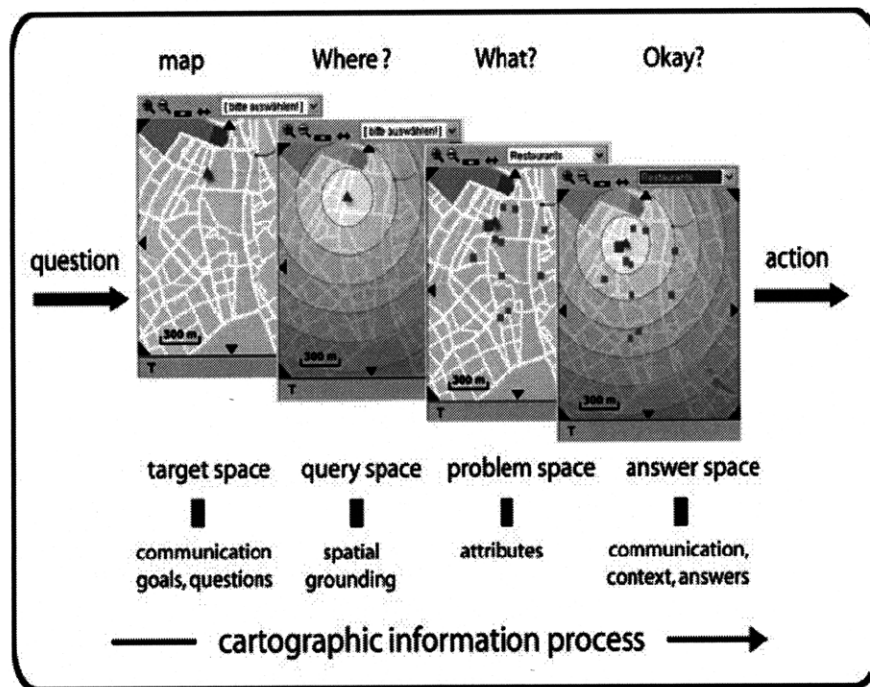 map Where? What? Okay?
[bitte auswählen!]
[bitte auswählen!]
Restaurants
Restaurants
question
action
300 m
300 m
300 m
300 m
T
T
T
T
target space query space problem space answer space
communication spatial attributes communication,
goals, questions grounding context, answers
cartographic information process